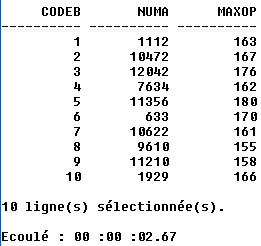 CODEB NUMA MAXOP
---------- ---------- ----------
1 1112 163
2 10472 167
3 12042 176
4 7634 162
5 11356 180
6 633 170
7 10622 161
8 9610 155
9 11210 158
10 1929 166
10 ligne(s) sélectionnée(s).
Ecoulé : 00 :00 :02.67